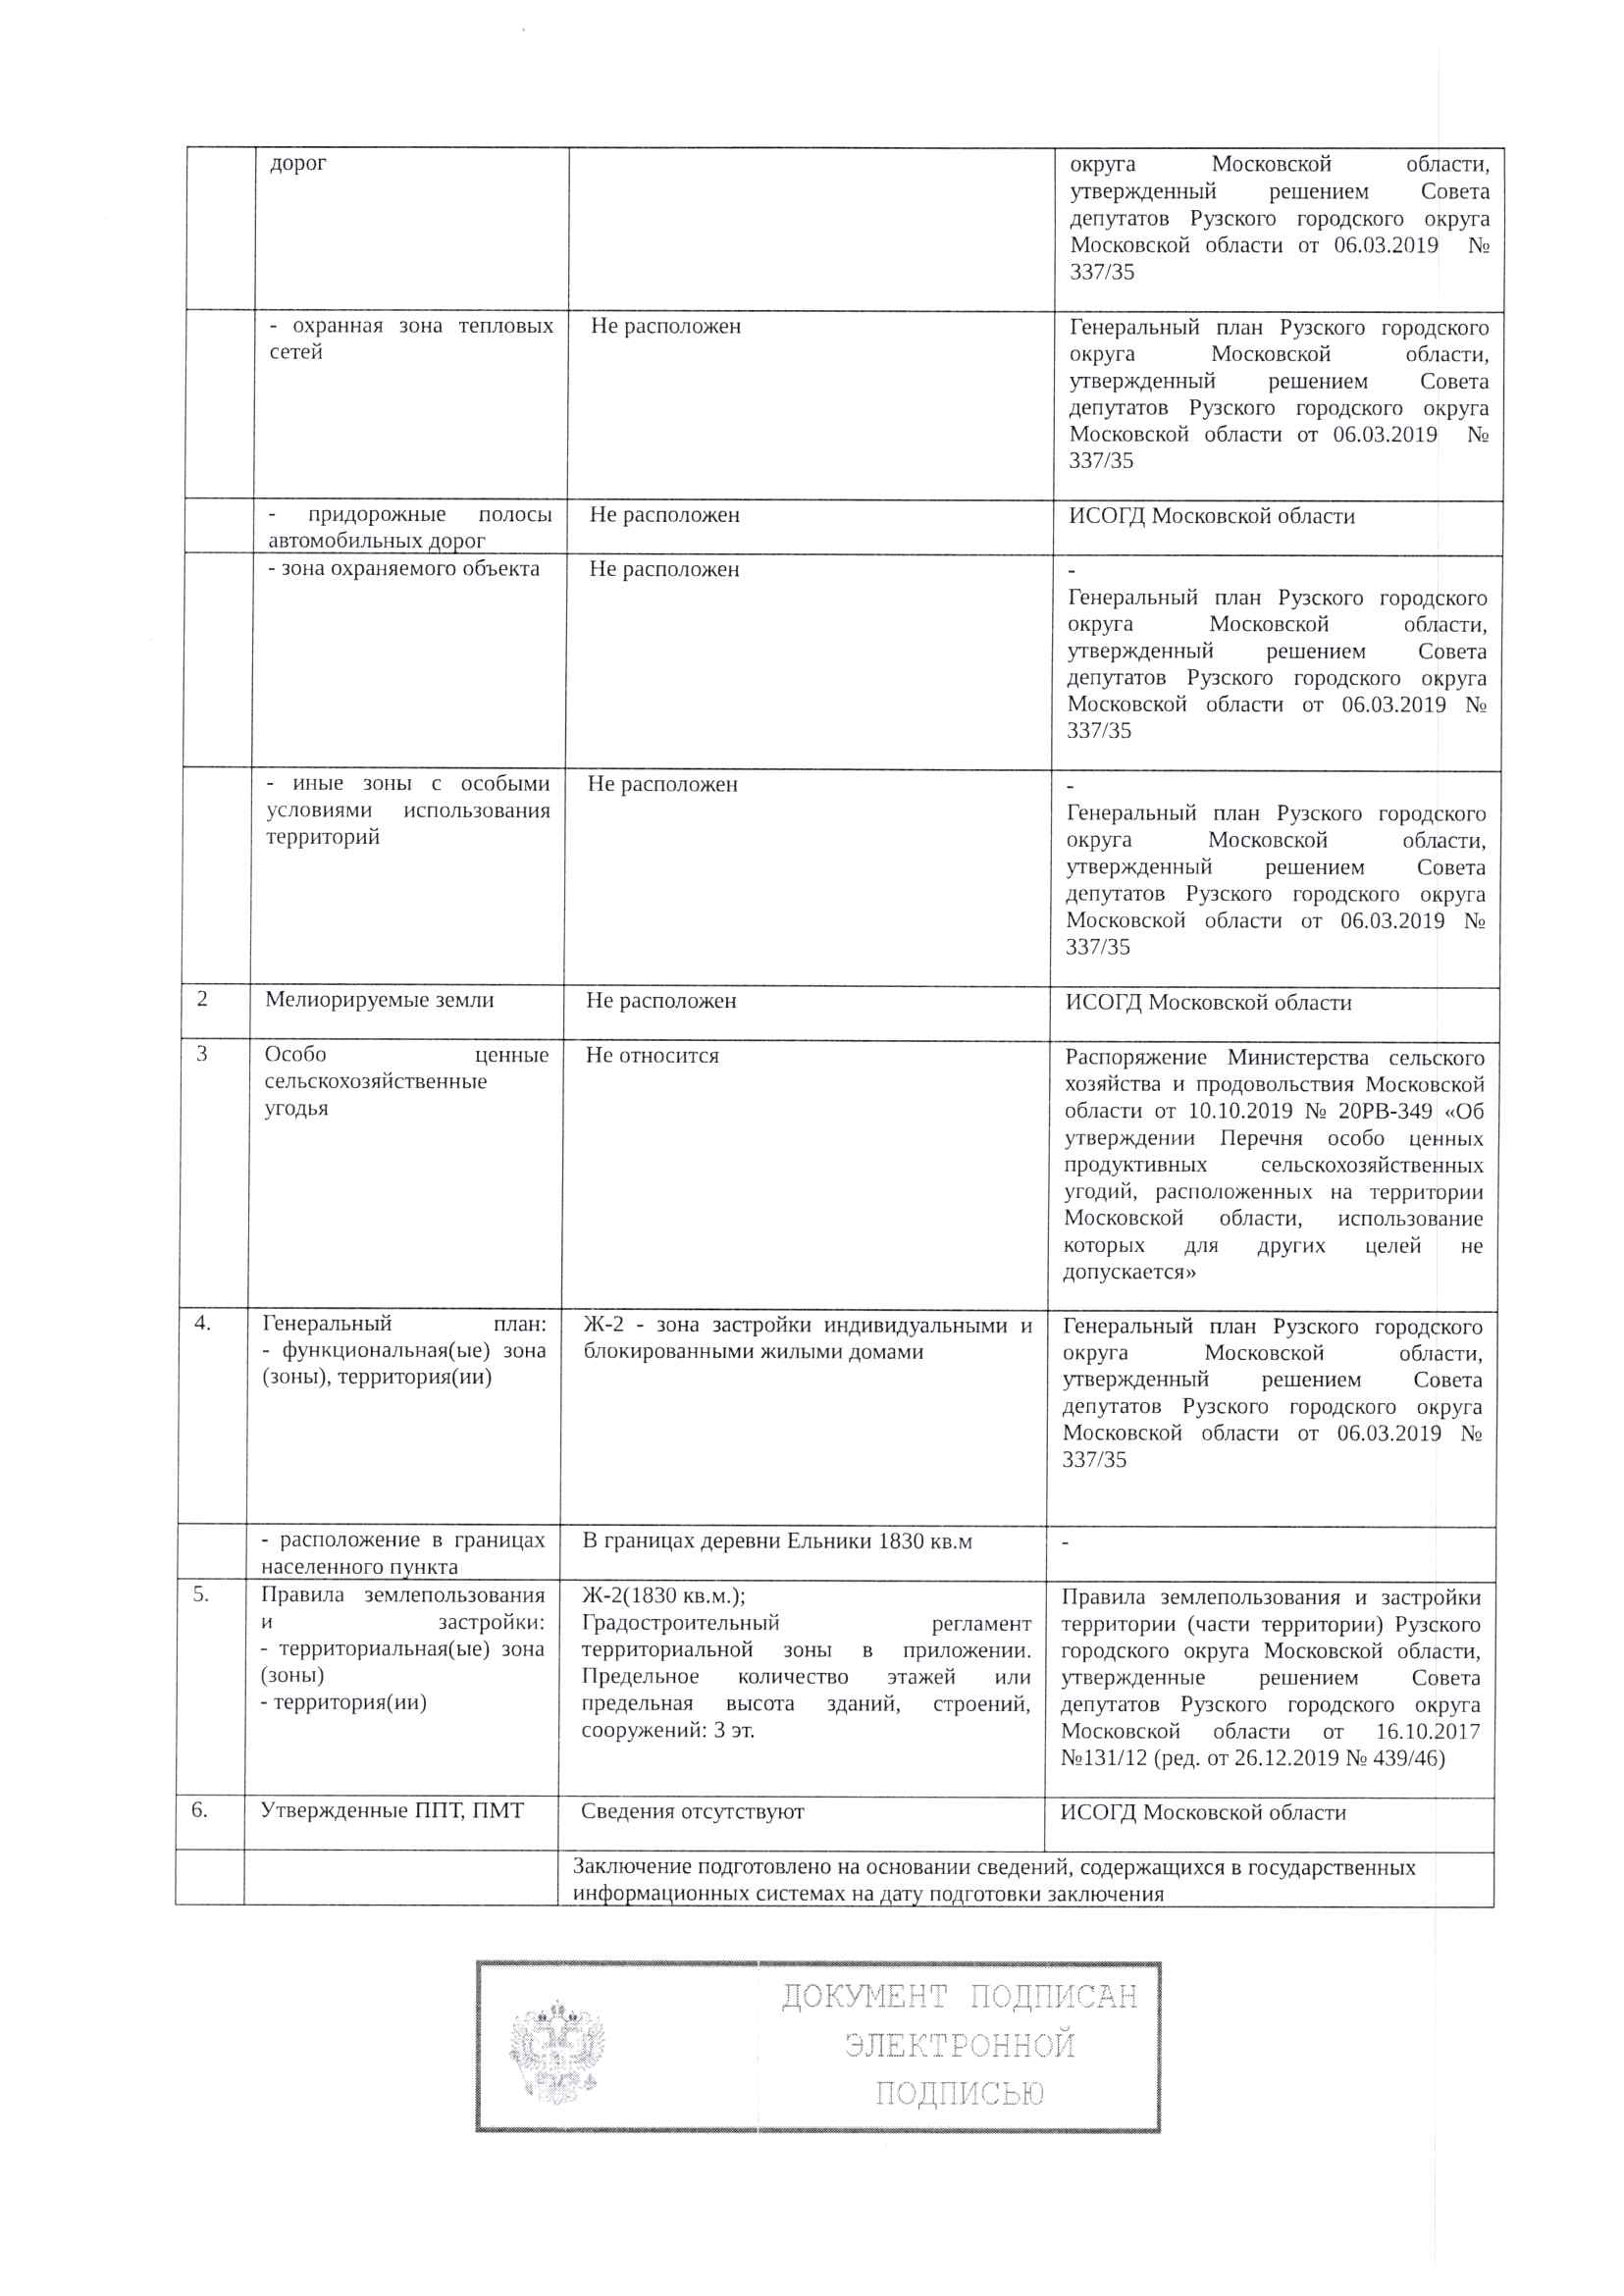 дорог
округа Московской области,
утвержденный решением Совета
депутатов Рузского городского округа
Московской области от 06.03.2019 №
337/35
- охранная зона тепловых
сетей
Не расположен
Генеральный план Рузского городского
округа Московской области,
утвержденный решением Совета
депутатов Рузского городского округа
Московской области от 06.03.2019 №
337/35
- придорожные полосы
автомобильных дорог
Не расположен
ИСОГД Московской области
- зона охраняемого объекта
Не расположен
-
Генеральный план Рузского городского
округа Московской области,
утвержденный решением Совета
депутатов Рузского городского округа
Московской области от 06.03.2019 №
337/35
- иные зоны с особыми
условиями использования
территорий
Не расположен
-
Генеральный план Рузского городского
округа Московской области,
утвержденный решением Совета
депутатов Рузского городского округа
Московской области от 06.03.2019 №
337/35
2
Мелиорируемые земли
Не расположен
ИСОГД Московской области
3
Особо ценные
сельскохозяйственные
угодья
Не относится
Распоряжение Министерства сельского
хозяйства и продовольствия Московской
области от 10.10.2019 № 20РВ-349 «Об
утверждении Перечня особо ценных
продуктивных сельскохозяйственных
угодий, расположенных на территории
Московской области, использование
которых для других целей не
допускается»
4.
Генеральный план:
- функциональная(ые) зона
(зоны), территория(ии)
Ж-2 - зона застройки индивидуальными и
блокированными жилыми домами
Генеральный план Рузского городского
округа Московской области,
утвержденный решением Совета
депутатов Рузского городского округа
Московской области от 06.03.2019 №
337/35
- расположение в границах
населенного пункта
В границах деревни Ельники 1830 кв.м
-
5.
Правила землепользования
и застройки:
- территориальная(ые) зона
(зоны)
- территория(ии)
Ж-2(1830 кв.м.);
Градостроительный регламент
территориальной зоны в приложении.
Предельное количество этажей или
предельная высота зданий, строений,
сооружений: 3 эт.
Правила землепользования и застройки
территории (части территории) Рузского
городского округа Московской области,
утвержденные решением Совета
депутатов Рузского городского округа
Московской области от 16.10.2017
№131/12 (ред. от 26.12.2019 № 439/46)
6.
Утвержденные ППТ, ПМТ
Сведения отсутствуют
ИСОГД Московской области
Заключение подготовлено на основании сведений, содержащихся в государственных
информационных системах на дату подготовки заключения
ДОКУМЕНТ ПОДПИСАН
ЭЛЕКТРОННОЙ
ПОДПИСЬЮ